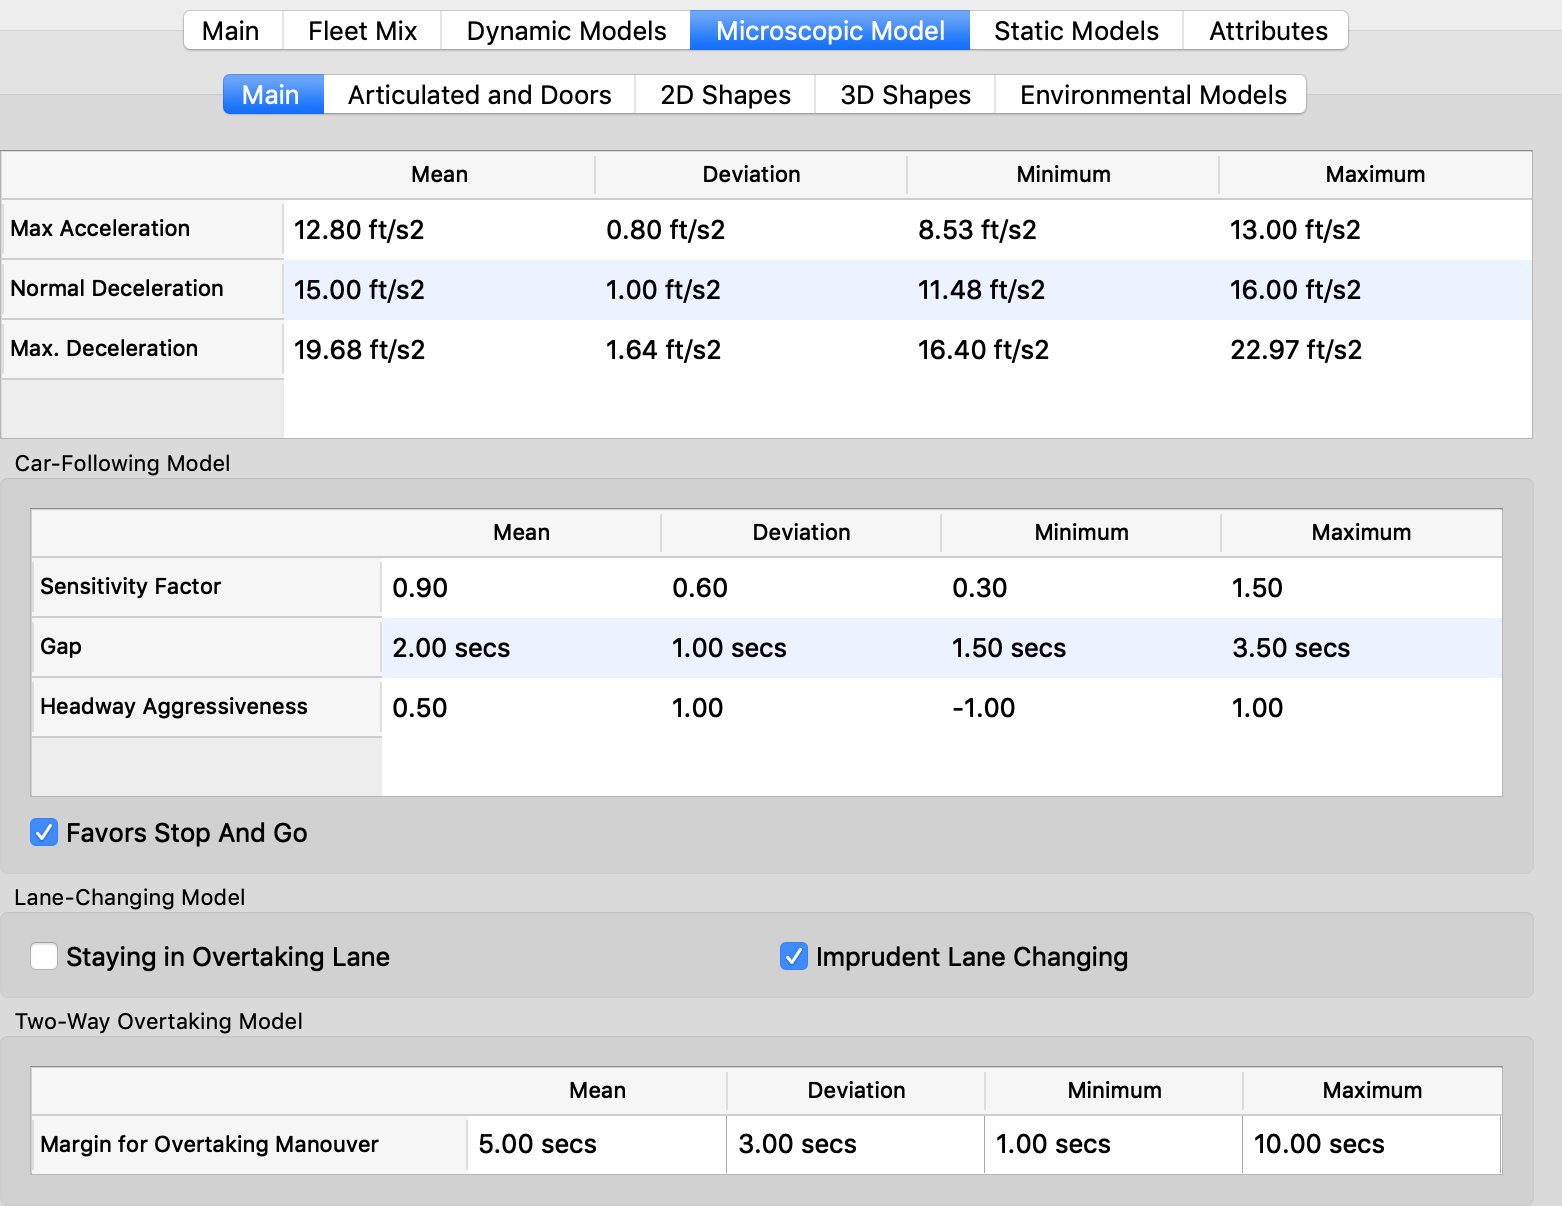 Main Fleet Mix Dynamic Models Microscopic Model Static Models Attributes
Main Articulated and Doors 2D Shapes 3D Shapes Environmental Models
Mean Deviation Minimum Maximum
Max Acceleration 12.80 ft/s2 0.80 ft/s2 8.53 ft/s2 13.00 ft/s2
Normal Deceleration 15.00 ft/s2 1.00 ft/s2 11.48 ft/s2 16.00 ft/s2
Max. Deceleration 19.68 ft/s2 1.64 ft/s2 16.40 ft/s2 22.97 ft/s2
Car-Following Model
Mean Deviation Minimum Maximum
Sensitivity Factor 0.90 0.60 0.30 1.50
Gap 2.00 secs 1.00 secs 1.50 secs 3.50 secs
Headway Aggressiveness 0.50 1.00 -1.00 1.00
Favors Stop And Go
Lane-Changing Model
Staying in Overtaking Lane Imprudent Lane Changing
Two-Way Overtaking Model
Mean Deviation Minimum Maximum
Margin for Overtaking Manouver 5.00 secs 3.00 secs 1.00 secs 10.00 secs